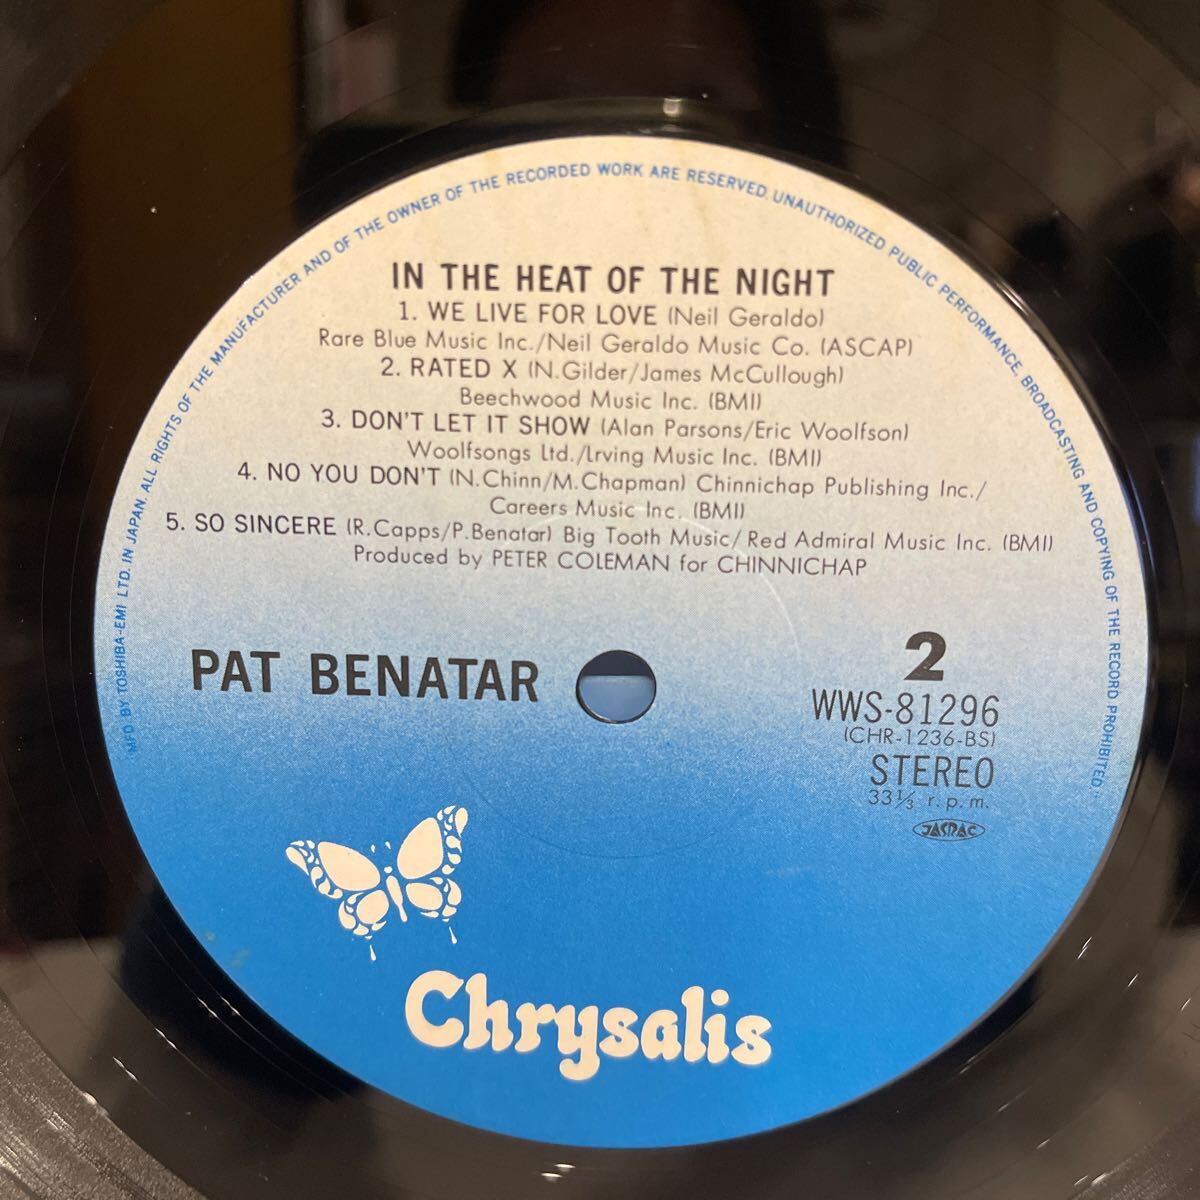 MFD. BY TOSHIBA-EMI LTD. IN JAPAN. ALL RIGHTS OF THE MANUFACTURER AND OF THE OWNER OF THE RECORDED WORK ARE RESERVED. UNAUTHORIZED PUBLIC PERFORMANCE, BROADCASTING AND COPYING OF THE RECORD PROHIBITED.
IN THE HEAT OF THE NIGHT
1. WE LIVE FOR LOVE (Neil Geraldo)
Rare Blue Music Inc./Neil Geraldo Music Co. (ASCAP)
2. RATED X (N.Gilder/James McCullough)
Beechwood Music Inc. (BMI)
3. DON'T LET IT SHOW (Alan Parsons/Eric Woolfson)
Woolfsongs Ltd./Irving Music Inc. (BMI)
4. NO YOU DON'T (N.Chinn/M.Chapman) Chinnichap Publishing Inc./
Careers Music Inc. (BMI)
5. SO SINCERE (R.Capps/P.Benatar) Big Tooth Music/ Red Admiral Music Inc. (BMI)
Produced by PETER COLEMAN for CHINNICHAP
PAT BENATAR
2
WWS-81296
(CHR-1236-BS)
STEREO
33 1/3 r.p.m.
JASRAC
Chrysalis